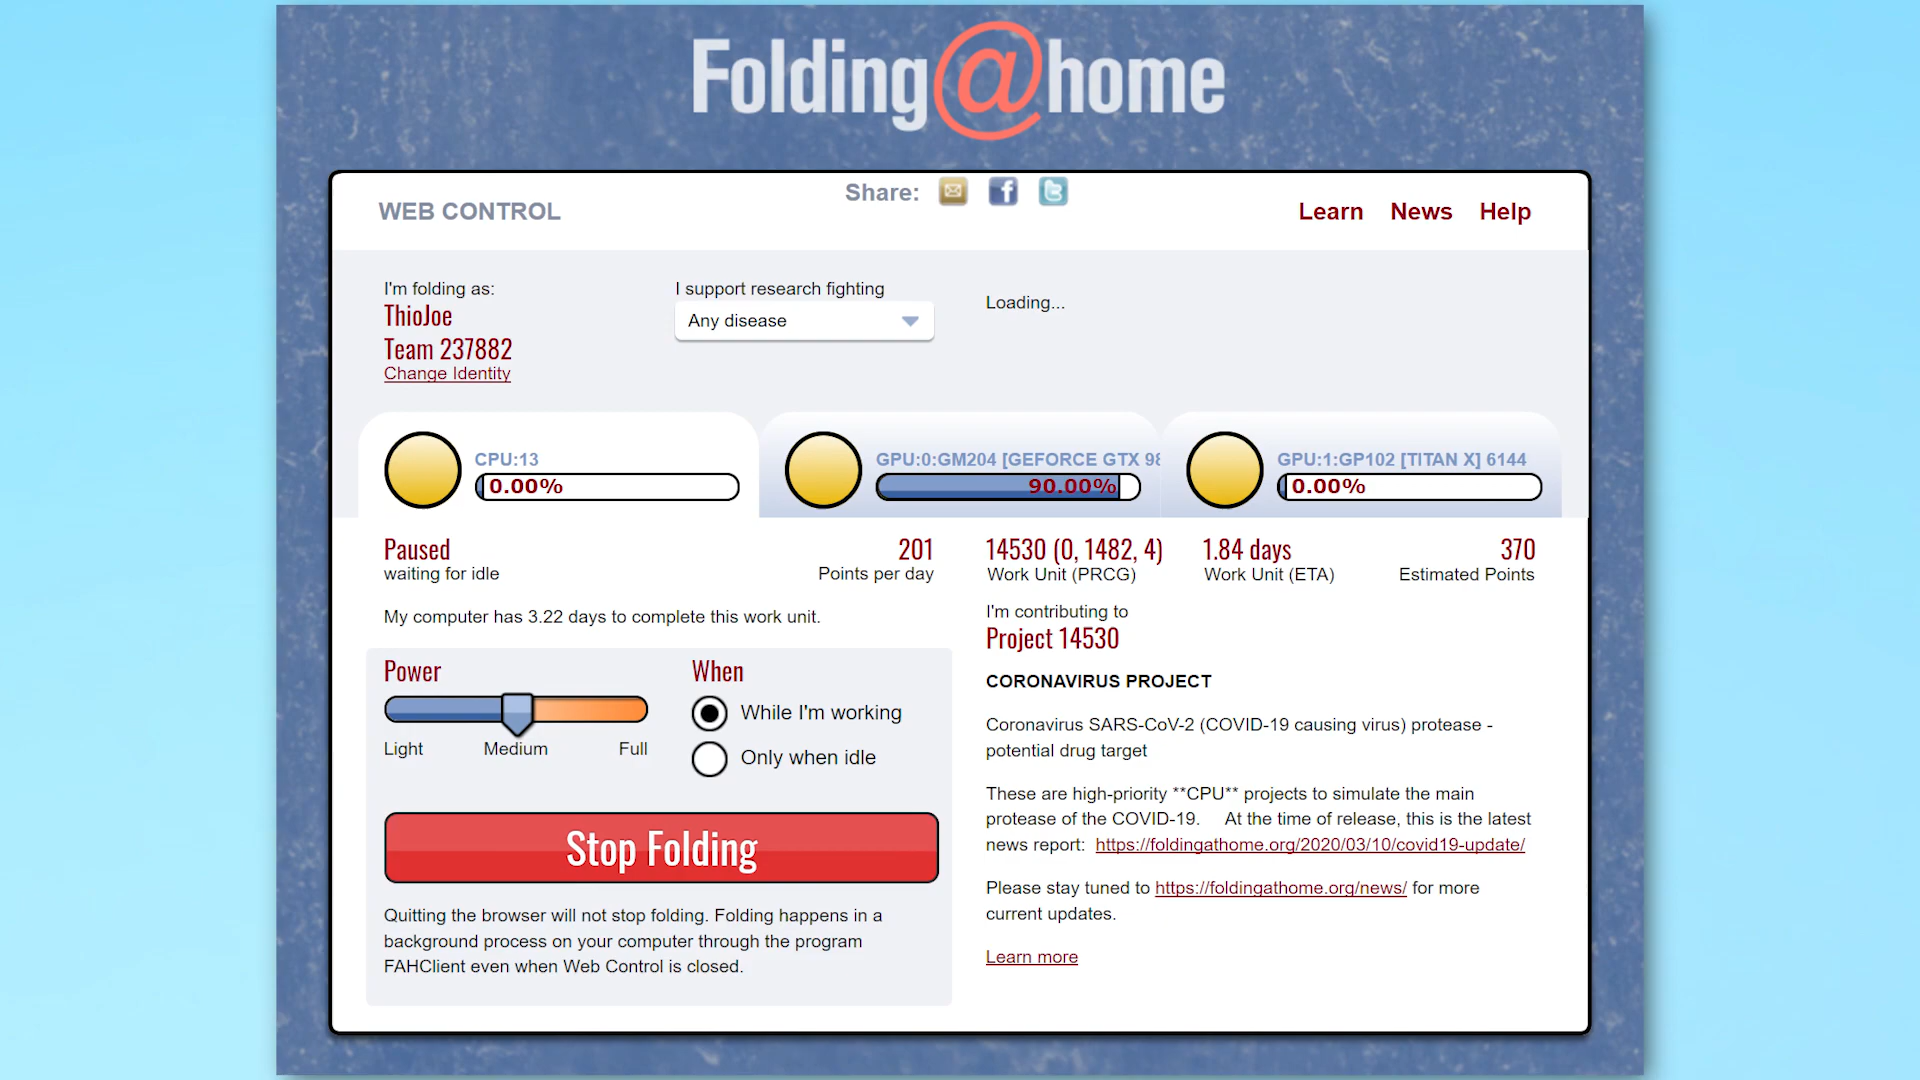 Folding@home
Share:
WEB CONTROL
Learn News Help
I'm folding as:
ThioJoe
Team 237882
Change Identity
I support research fighting
Any disease
Loading...
CPU:13
0.00%
GPU:0:GM204 [GEFORCE GTX 98
90.00%
GPU:1:GP102 [TITAN X] 6144
0.00%
Paused
waiting for idle
201
Points per day
14530 (0, 1482, 4)
Work Unit (PRCG)
1.84 days
Work Unit (ETA)
370
Estimated Points
My computer has 3.22 days to complete this work unit.
Power
Light Medium Full
When
While I'm working
Only when idle
Stop Folding
Quitting the browser will not stop folding. Folding happens in a
background process on your computer through the program
FAHClient even when Web Control is closed.
I'm contributing to
Project 14530
CORONAVIRUS PROJECT
Coronavirus SARS-CoV-2 (COVID-19 causing virus) protease -
potential drug target
These are high-priority **CPU** projects to simulate the main
protease of the COVID-19. At the time of release, this is the latest
news report: https://foldingathome.org/2020/03/10/covid19-update/
Please stay tuned to https://foldingathome.org/news/ for more
current updates.
Learn more